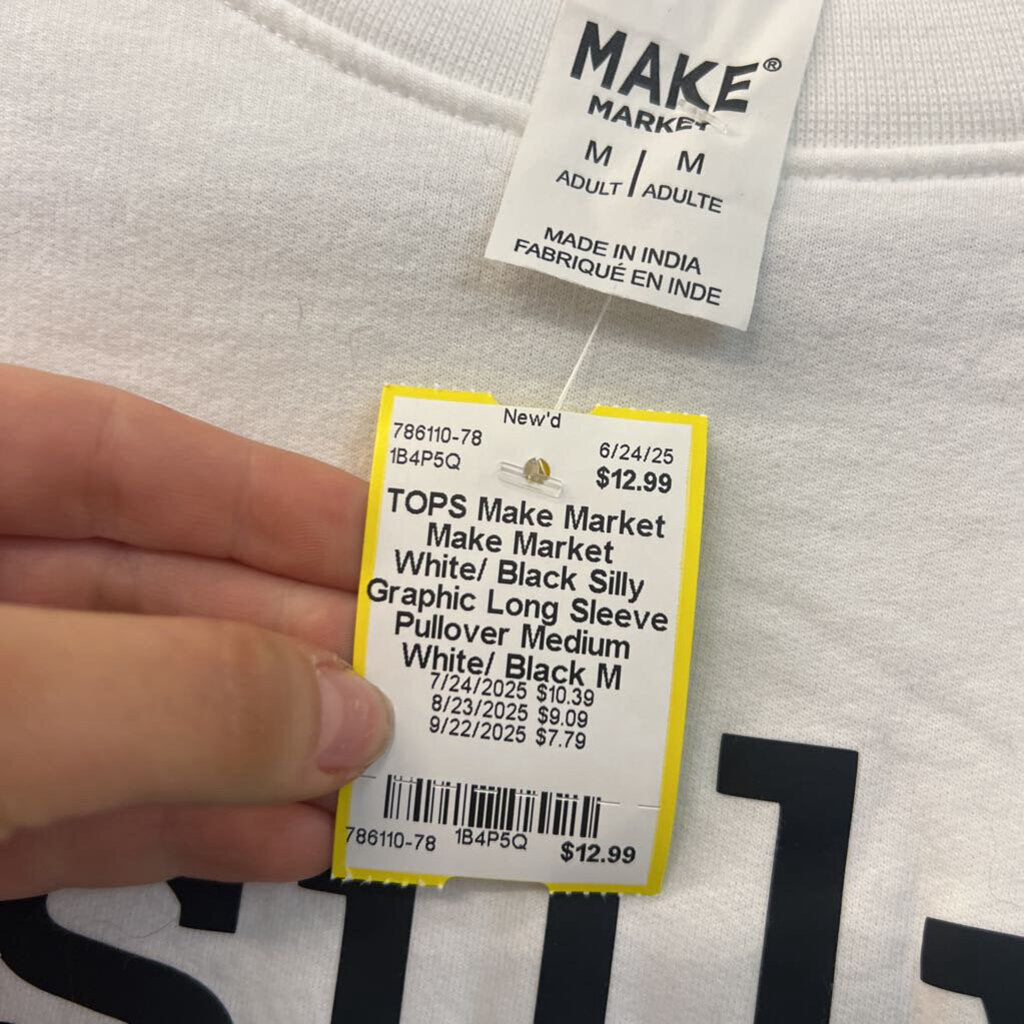 MAKE®
MARKET
M | M
ADULT | ADULTE
MADE IN INDIA
FABRIQUÉ EN INDE
New'd
786110-78 6/24/25
1B4P5Q $12.99
TOPS Make Market
Make Market
White/ Black Silly
Graphic Long Sleeve
Pullover Medium
White/ Black M
7/24/2025 $10.39
8/23/2025 $9.09
9/22/2025 $7.79
786110-78 1B4P5Q $12.99
silly